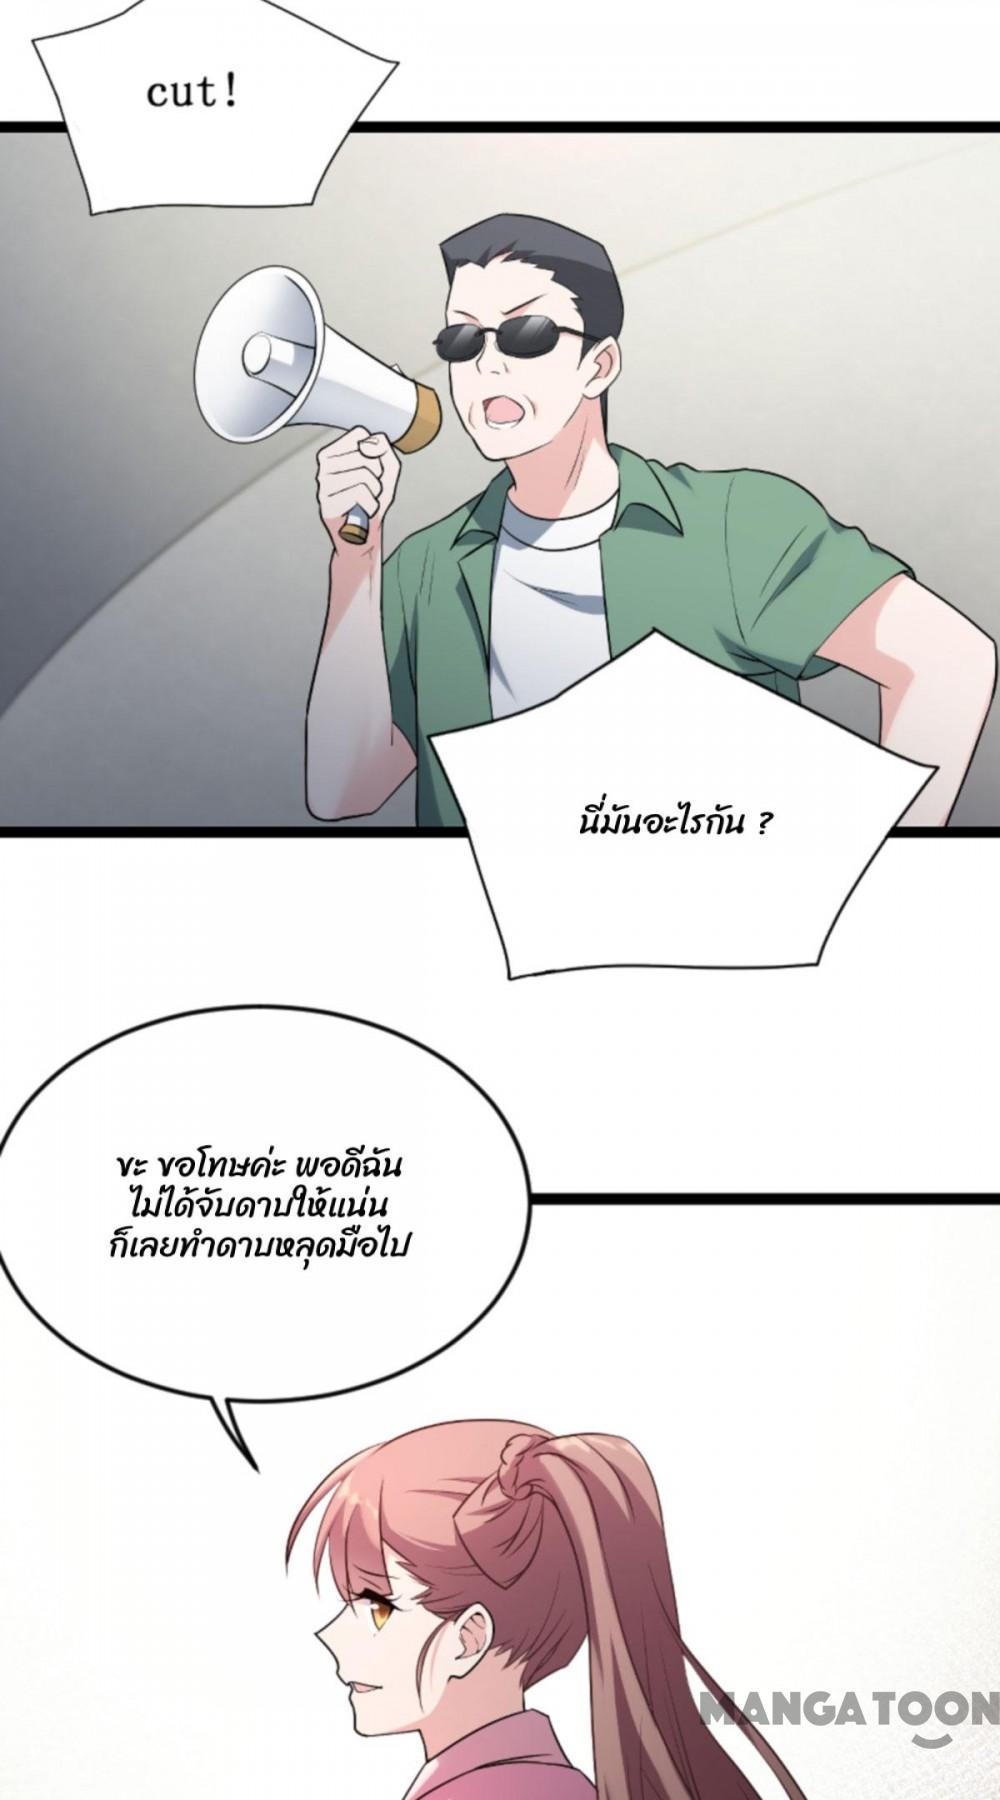 cut!
นี่มันอะไรกัน ?
ขะ ขอโทษค่ะ พอดีฉัน
ไม่ได้จับดาบให้แน่น
ก็เลยทำดาบหลุดมือไป
MANGATOON